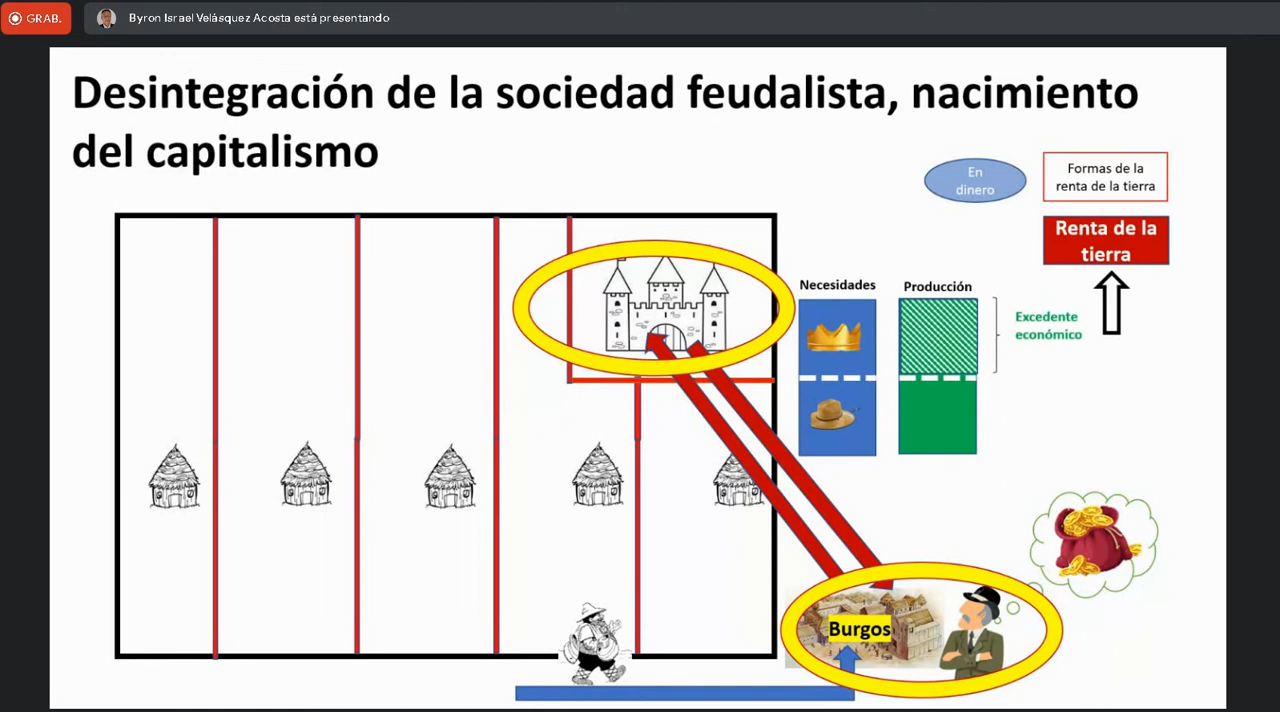 GRAB.
Byron Israel Velásquez Acosta está presentando
Desintegración de la sociedad feudalista, nacimiento
del capitalismo
En
dinero
Formas de la
renta de la tierra
Renta de la
tierra
Necesidades
Producción
Excedente
económico
Burgos